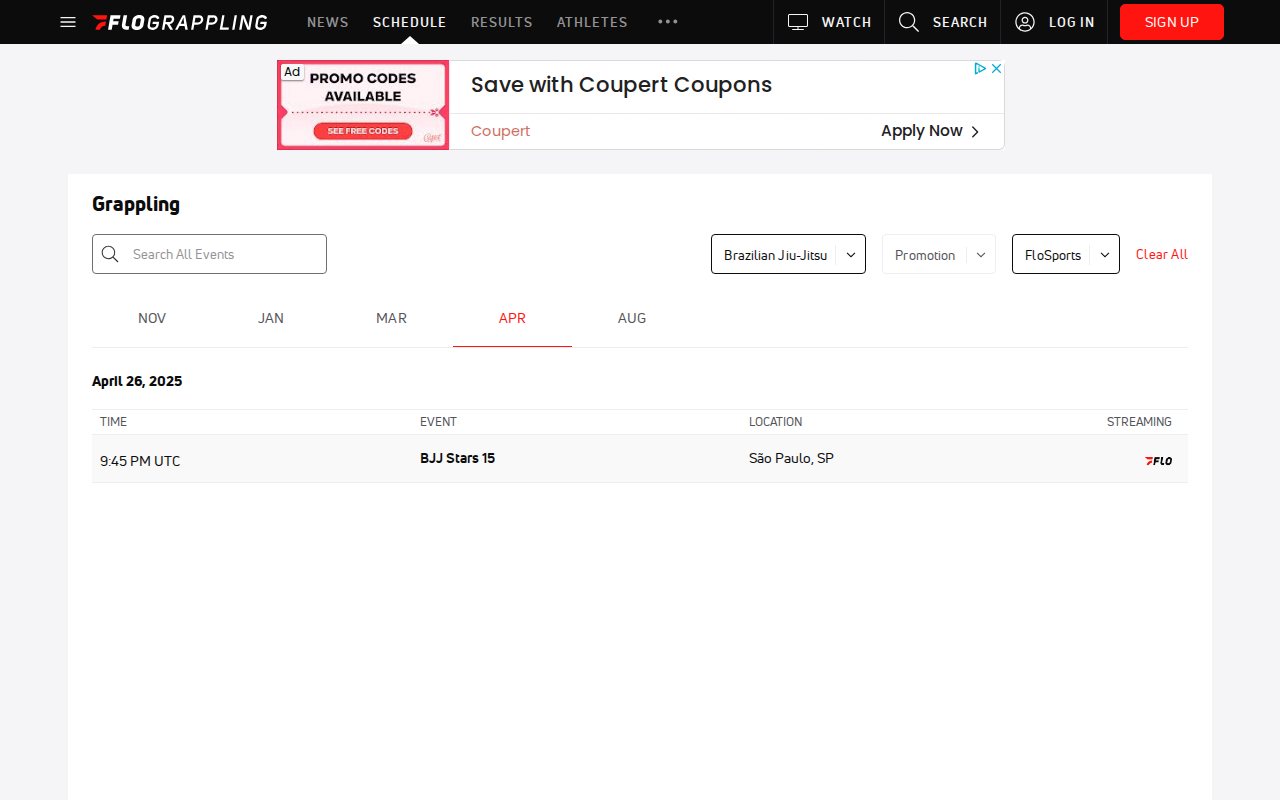 FLOGRAPPLING NEWS SCHEDULE RESULTS ATHLETES ••• WATCH SEARCH LOG IN SIGN UP
Ad
PROMO CODES
AVAILABLE
SEE FREE CODES
Coupert
Save with Coupert Coupons
Coupert
Apply Now
Grappling
Search All Events
Brazilian Jiu-Jitsu
Promotion
FloSports
Clear All
NOV JAN MAR APR AUG
April 26, 2025
TIME EVENT LOCATION STREAMING
9:45 PM UTC BJJ Stars 15 São Paulo, SP FLO